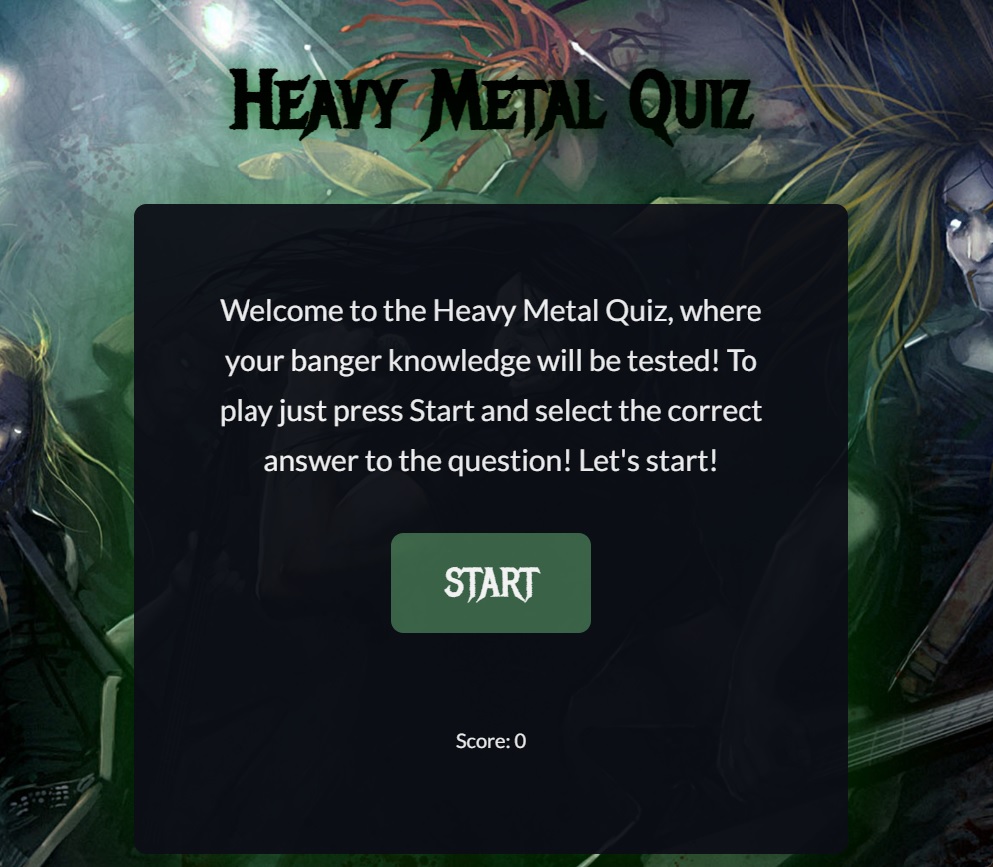 Heavy Metal Quiz
Welcome to the Heavy Metal Quiz, where
your banger knowledge will be tested! To
play just press Start and select the correct
answer to the question! Let's start!
START
Score: 0